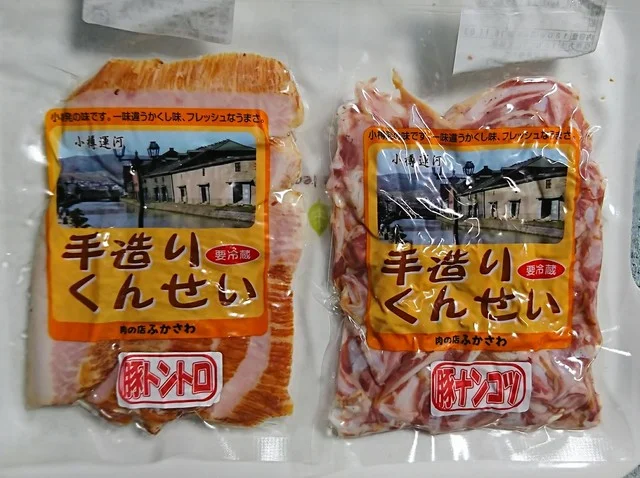 小樽発の味です。一味違うかくし味、フレッシュなうまさ。
小樽運河
手造り
要冷蔵
くんせい
肉の店ふかさわ
豚トントロ
小樽発の味です。一味違うかくし味、フレッシュなうまさ。
小樽運河
手造り
要冷蔵
くんせい
肉の店ふかさわ
豚ナンコツ